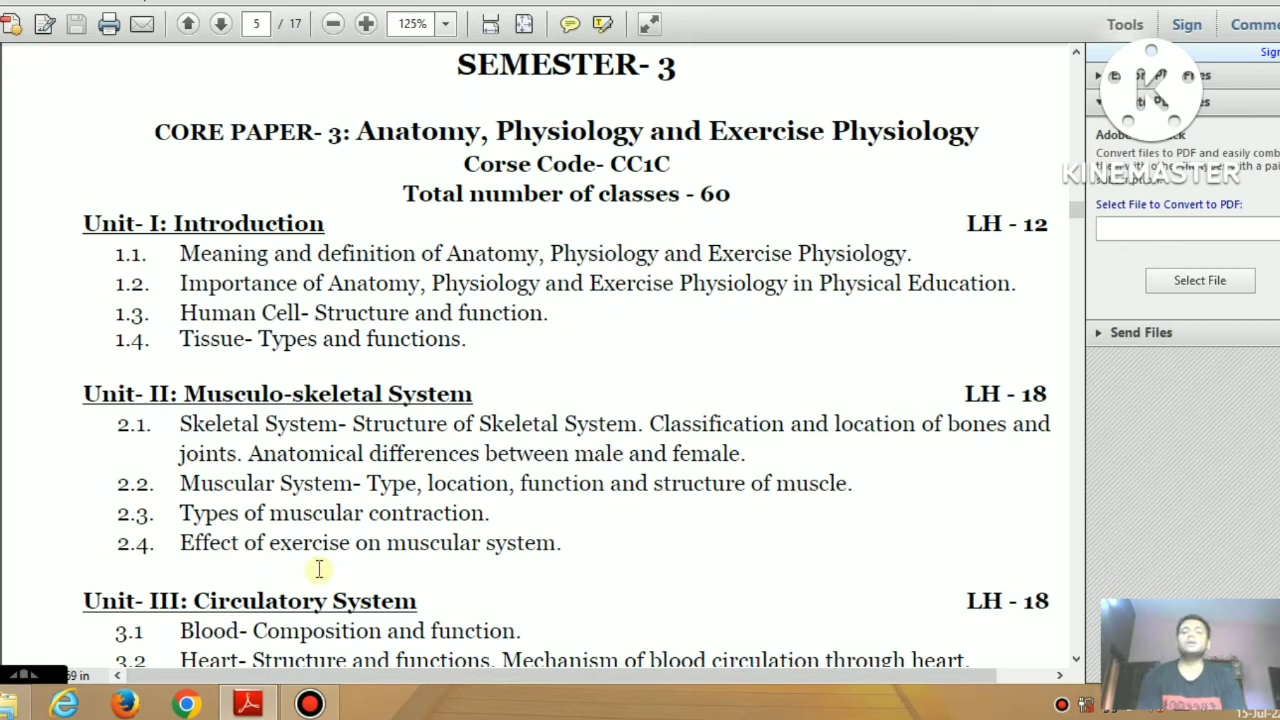 5 / 17
125%
Tools
Sign
SEMESTER- 3
CORE PAPER- 3: Anatomy, Physiology and Exercise Physiology
Corse Code- CC1C
Total number of classes - 60
Unit- I: Introduction LH - 12
1.1. Meaning and definition of Anatomy, Physiology and Exercise Physiology.
1.2. Importance of Anatomy, Physiology and Exercise Physiology in Physical Education.
1.3. Human Cell- Structure and function.
1.4. Tissue- Types and functions.
Unit- II: Musculo-skeletal System LH - 18
2.1. Skeletal System- Structure of Skeletal System. Classification and location of bones and
joints. Anatomical differences between male and female.
2.2. Muscular System- Type, location, function and structure of muscle.
2.3. Types of muscular contraction.
2.4. Effect of exercise on muscular system.
Unit- III: Circulatory System LH - 18
3.1 Blood- Composition and function.
3.2 Heart- Structure and functions. Mechanism of blood circulation through heart.
K
KINEMASTER
Convert files to PDF and easily
Select File to Convert to PDF:
Select File
Send Files